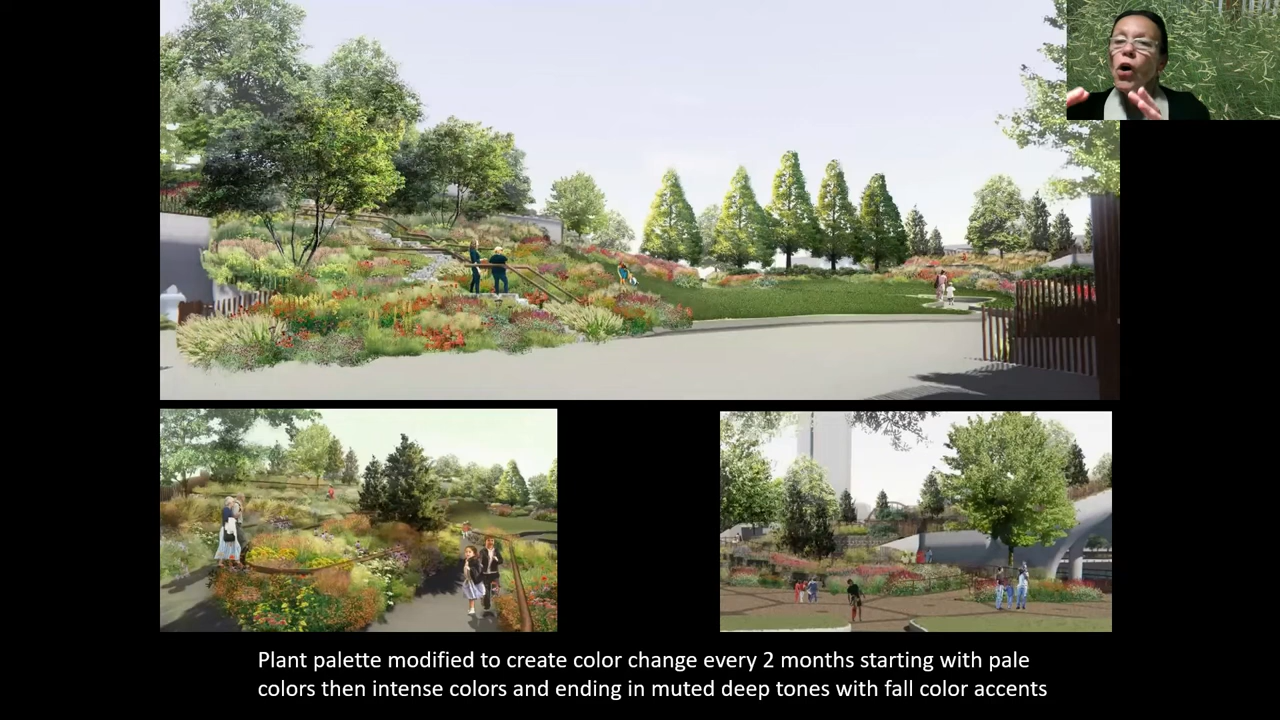 Plant palette modified to create color change every 2 months starting with pale
colors then intense colors and ending in muted deep tones with fall color accents